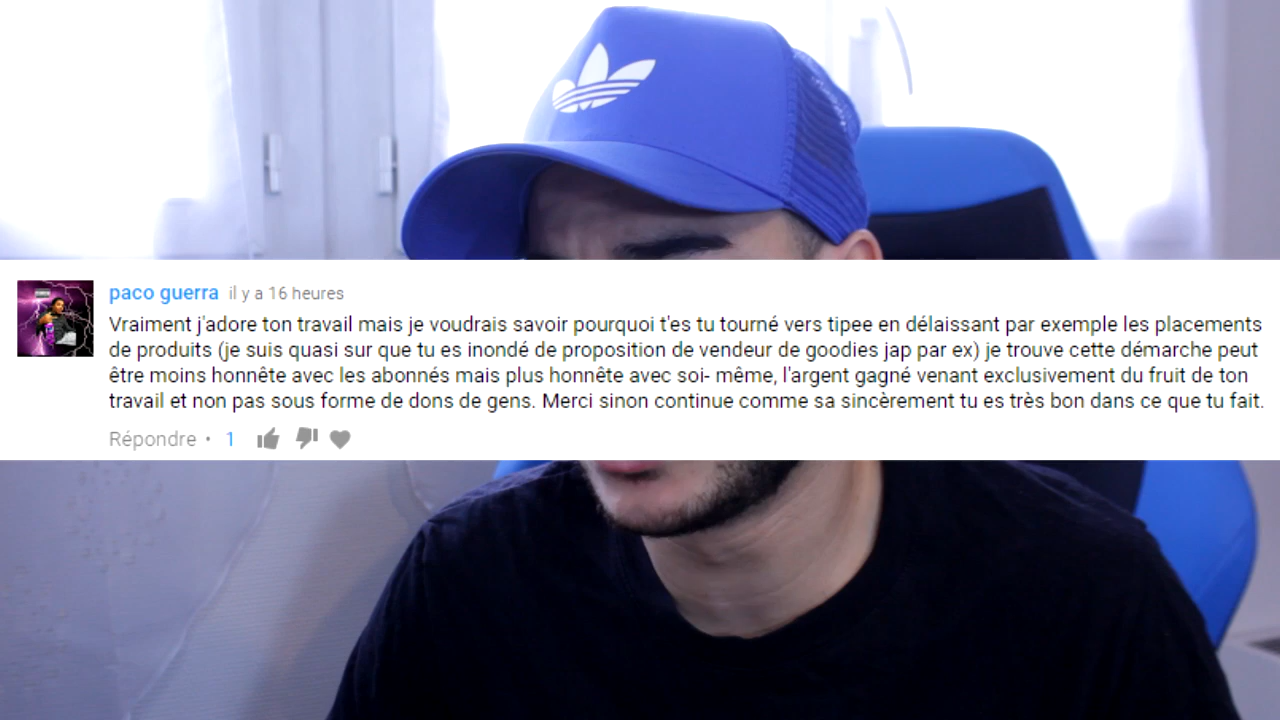 paco guerra il y a 16 heures
Vraiment j'adore ton travail mais je voudrais savoir pourquoi t'es tu tourné vers tipee en délaissant par exemple les placements
de produits (je suis quasi sur que tu es inondé de proposition de vendeur de goodies jap par ex) je trouve cette démarche peut
être moins honnête avec les abonnés mais plus honnête avec soi- même, l'argent gagné venant exclusivement du fruit de ton
travail et non pas sous forme de dons de gens. Merci sinon continue comme sa sincèrement tu es très bon dans ce que tu fait.
Répondre • 1